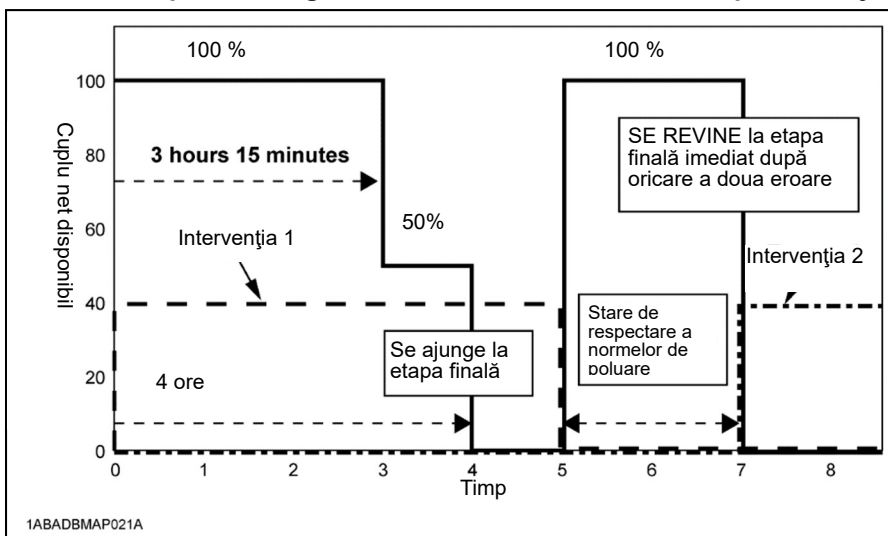 100 %
100 %
100
80
60
40
20
0
Cuplu net disponibil
3 hours 15 minutes
SE REVINE la etapa
finală imediat după
oricare a doua eroare
50%
Intervenţia 1
Intervenţia 2
Se ajunge la
etapa finală
Stare de
respectare a
normelor de
poluare
4 ore
0
1
2
3
4
5
6
7
8
Timp
1ABADBMAP021A